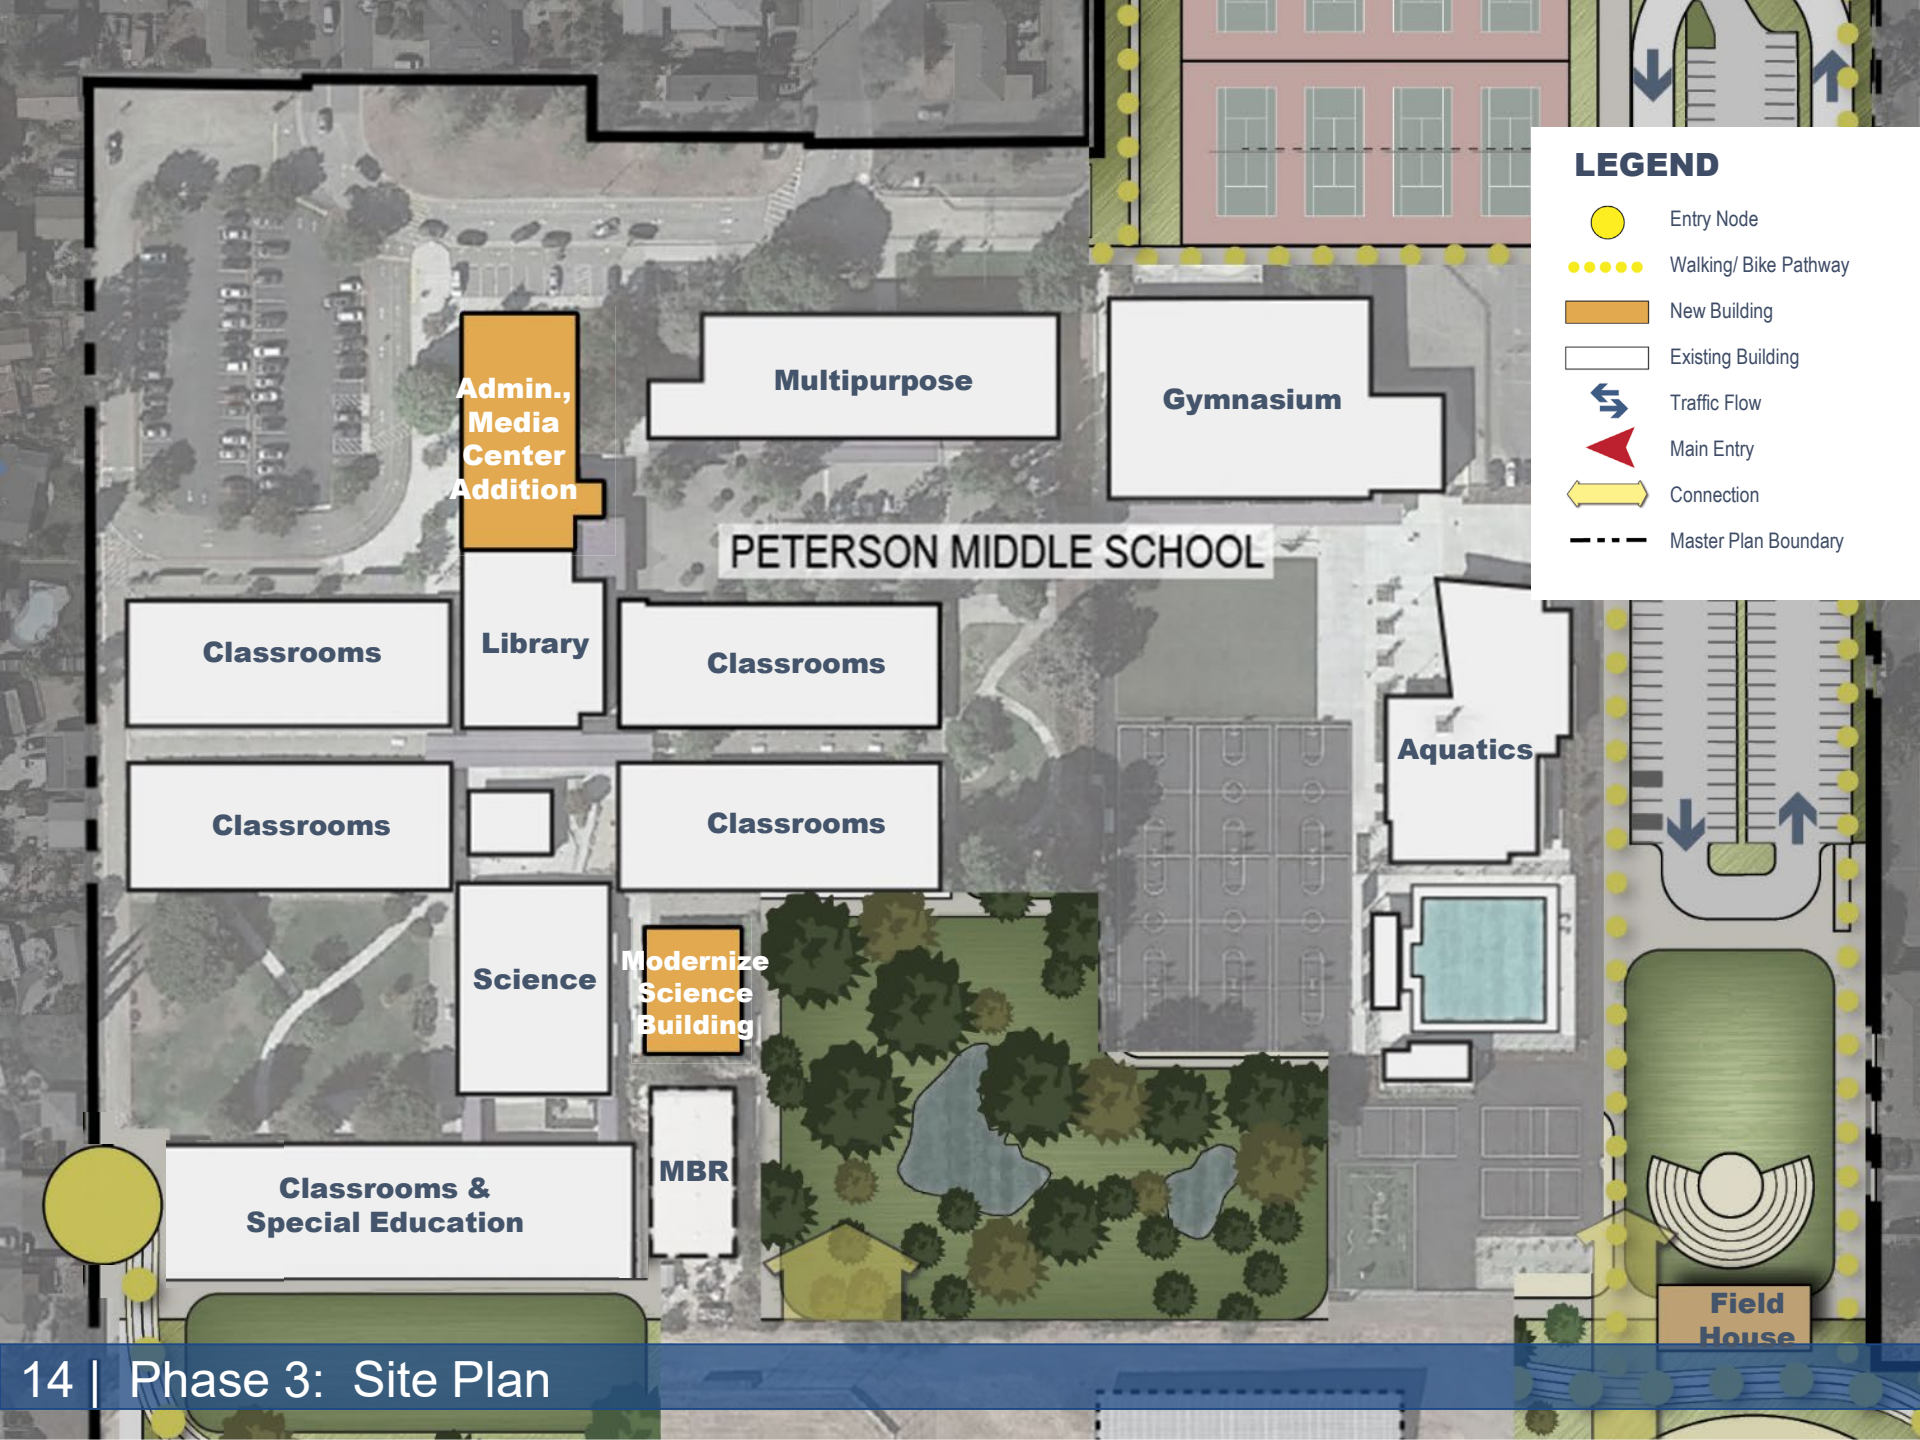 LEGEND
Entry Node
Walking/ Bike Pathway
New Building
Existing Building
Traffic Flow
Main Entry
Connection
Master Plan Boundary
Admin.,
Media
Center
Addition
Multipurpose
Gymnasium
PETERSON MIDDLE SCHOOL
Classrooms
Library
Classrooms
Aquatics
Classrooms
Classrooms
Science
Modernize
Science
Building
MBR
Classrooms &
Special Education
Field
House
14 | Phase 3: Site Plan